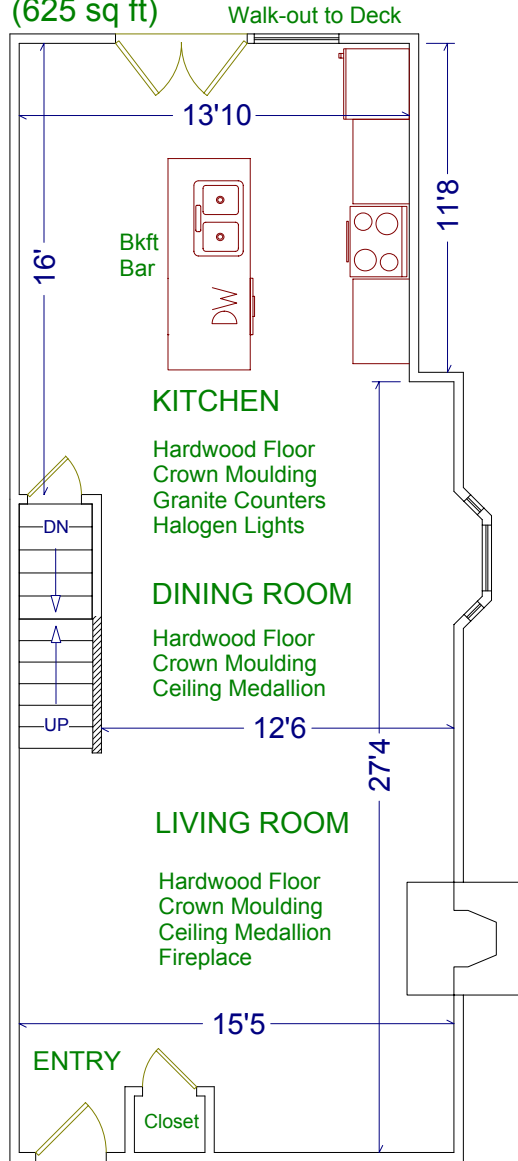 (625 sq ft)
Walk-out to Deck
13'10
11'8
16'
Bkft
Bar
DW
KITCHEN
Hardwood Floor
Crown Moulding
Granite Counters
Halogen Lights
DN
DINING ROOM
Hardwood Floor
Crown Moulding
Ceiling Medallion
UP
12'6
27'4
LIVING ROOM
Hardwood Floor
Crown Moulding
Ceiling Medallion
Fireplace
15'5
ENTRY
Closet